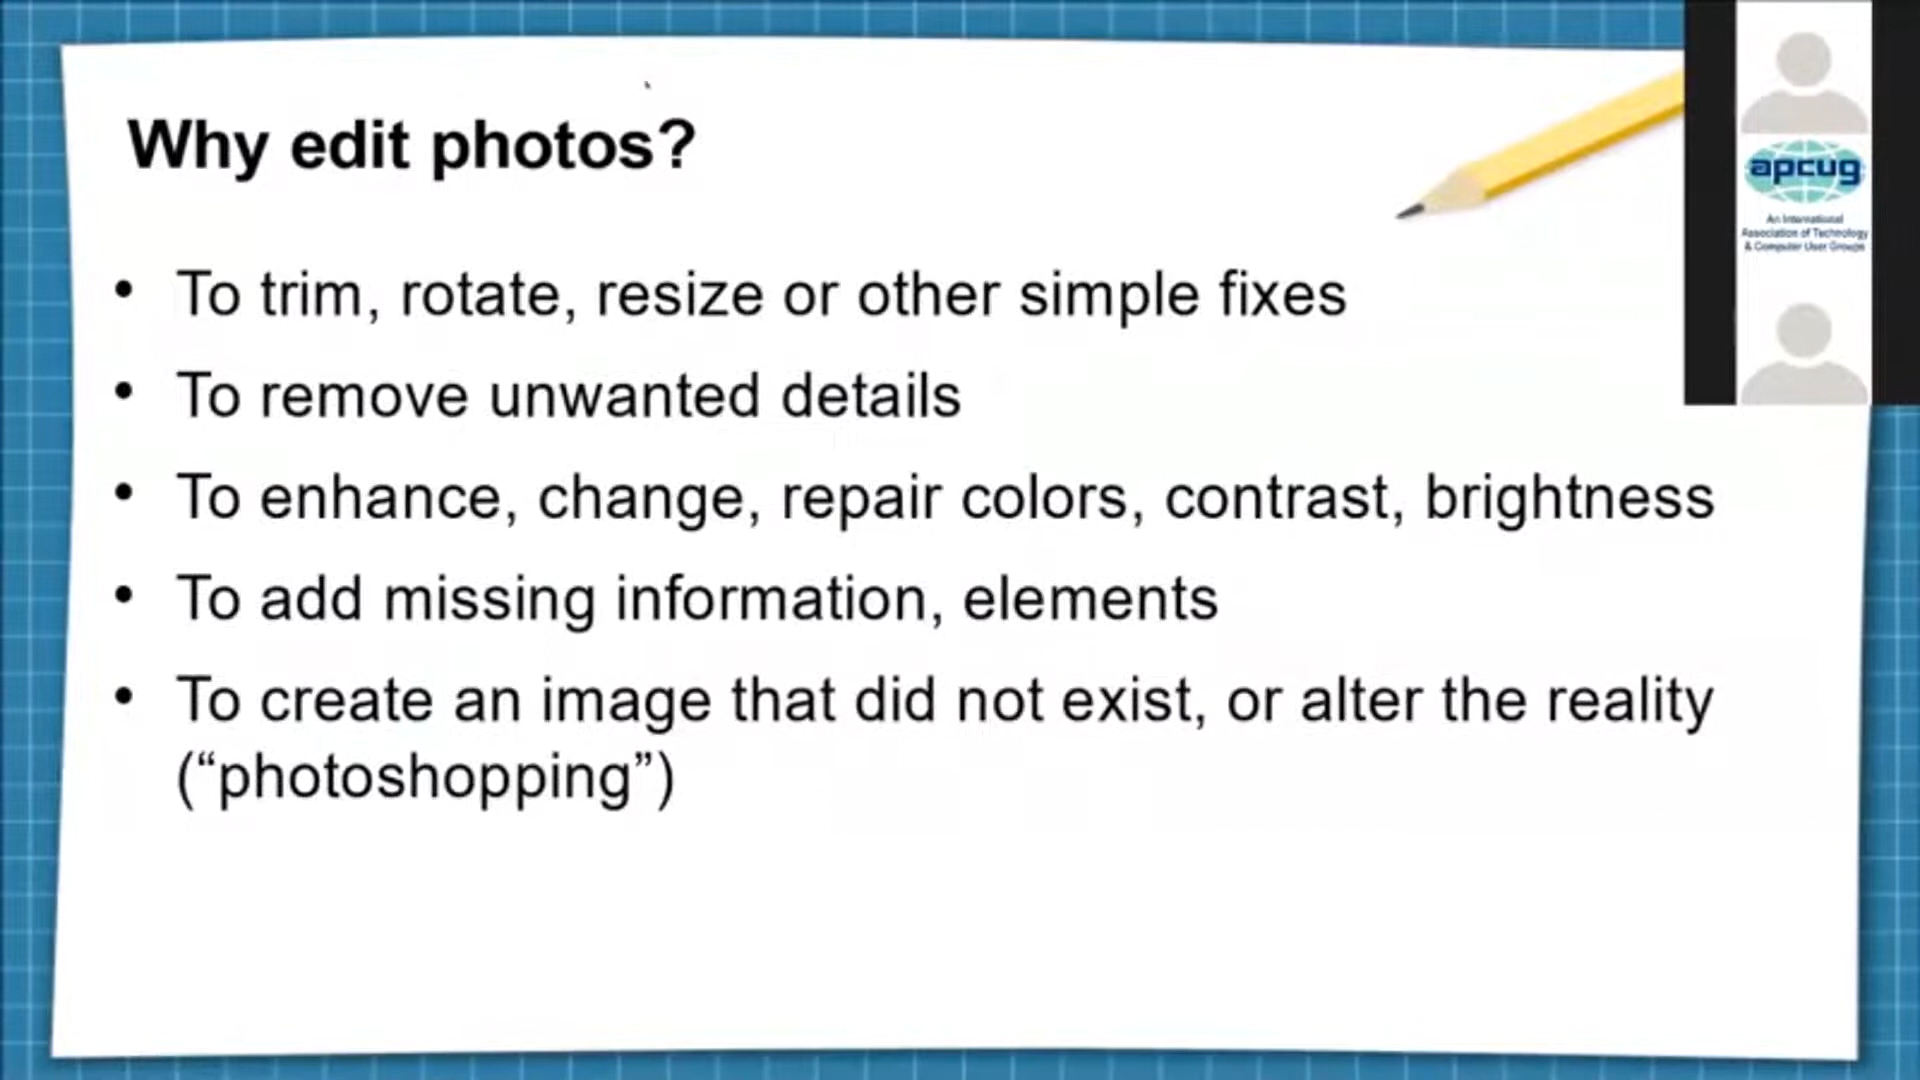 Why edit photos?
• To trim, rotate, resize or other simple fixes
• To remove unwanted details
• To enhance, change, repair colors, contrast, brightness
• To add missing information, elements
• To create an image that did not exist, or alter the reality
(“photoshopping”)
apcug
An International
Association of Technology
& Computer User Groups